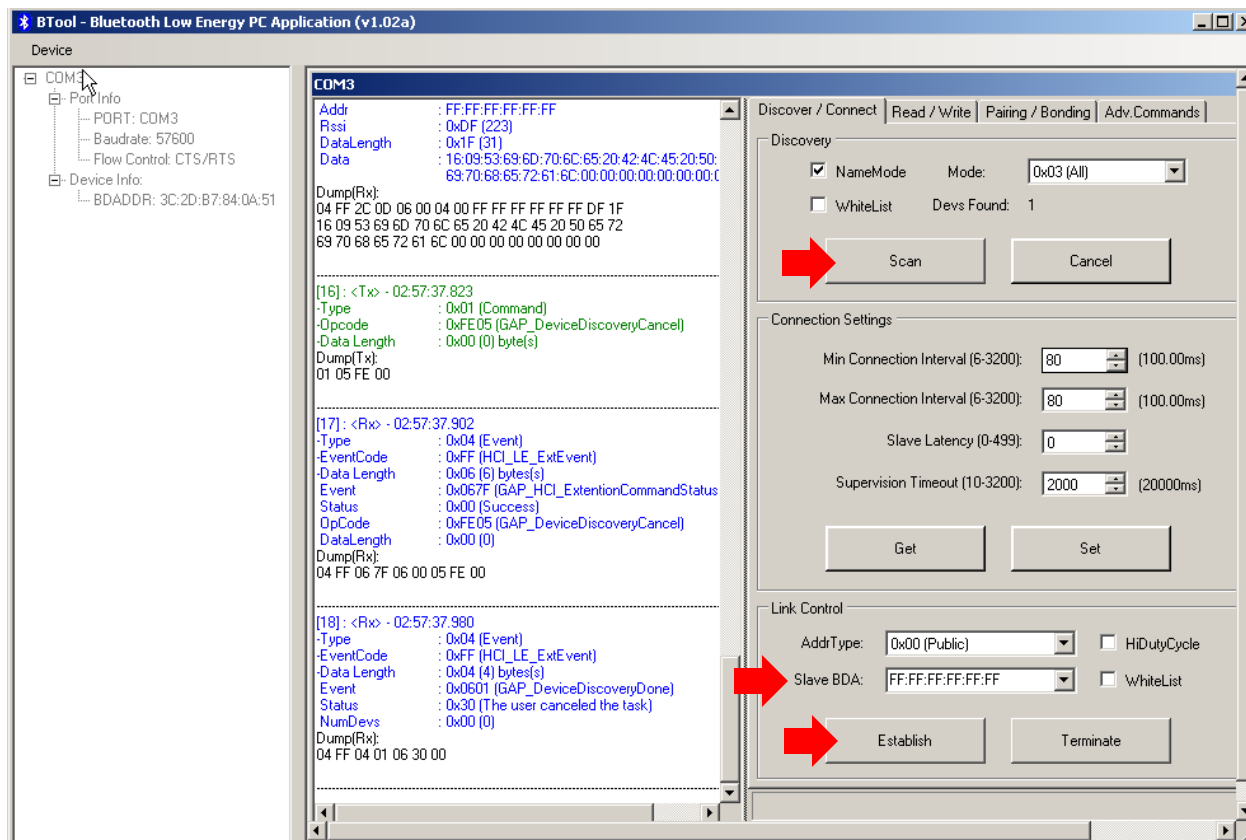 BTool - Bluetooth Low Energy PC Application (v1.02a)
Device
COM3
Port Info
PORT: COM3
Baudrate: 57600
Flow Control: CTS/RTS
Device Info:
BDADDR: 3C:2D:B7:84:0A:51
COM3
Addr : FF:FF:FF:FF:FF:FF
Rssi : 0xDF (223)
DataLength : 0x1F (31)
Data : 16:09:53:69:6D:70:6C:65:20:42:4C:45:20:50:
69:70:68:65:72:61:6C:00:00:00:00:00:00:00:0
Dump(Rx):
04 FF 2C 0D 06 00 04 00 FF FF FF FF FF FF DF 1F
16 09 53 69 6D 70 6C 65 20 42 4C 45 20 50 65 72
69 70 68 65 72 61 6C 00 00 00 00 00 00 00 00
[16] : <Tx> - 02:57:37.823
-Type : 0x01 (Command)
-Opcode : 0xFE05 (GAP_DeviceDiscoveryCancel)
-Data Length : 0x00 (0) byte(s)
Dump(Tx):
01 05 FE 00
[17] : <Rx> - 02:57:37.902
-Type : 0x04 (Event)
-EventCode : 0xFF (HCI_LE_ExtEvent)
-Data Length : 0x06 (6) bytes(s)
Event : 0x067F (GAP_HCI_ExtentionCommandStatus
Status : 0x00 (Success)
OpCode : 0xFE05 (GAP_DeviceDiscoveryCancel)
DataLength : 0x00 (0)
Dump(Rx):
04 FF 06 7F 06 00 05 FE 00
[18] : <Rx> - 02:57:37.980
-Type : 0x04 (Event)
-EventCode : 0xFF (HCI_LE_ExtEvent)
-Data Length : 0x04 (4) bytes(s)
Event : 0x0601 (GAP_DeviceDiscoveryDone)
Status : 0x30 (The user canceled the task)
NumDevs : 0x00 (0)
Dump(Rx):
04 FF 04 01 06 30 00
Discover / Connect Read / Write Pairing / Bonding Adv.Commands
Discovery
NameMode Mode: 0x03 (All)
WhiteList Devs Found: 1
Scan Cancel
Connection Settings
Min Connection Interval (6-3200): 80 (100.00ms)
Max Connection Interval (6-3200): 80 (100.00ms)
Slave Latency (0-499): 0
Supervision Timeout (10-3200): 2000 (20000ms)
Get Set
Link Control
AddrType: 0x00 (Public) HiDutyCycle
Slave BDA: FF:FF:FF:FF:FF:FF WhiteList
Establish Terminate